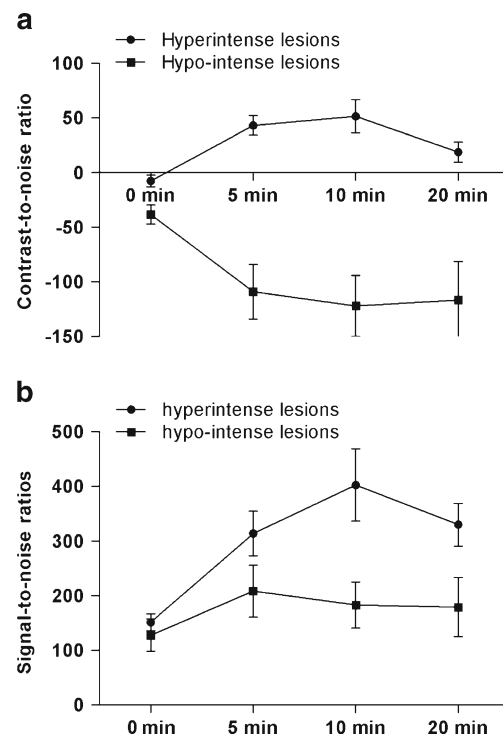 a
Hyperintense lesions
Hypo-intense lesions
Contrast-to-noise ratio
100
50
0
-50
-100
-150
0 min 5 min 10 min 20 min
b
hyperintense lesions
hypo-intense lesions
Signal-to-noise ratios
500
400
300
200
100
0
0 min 5 min 10 min 20 min